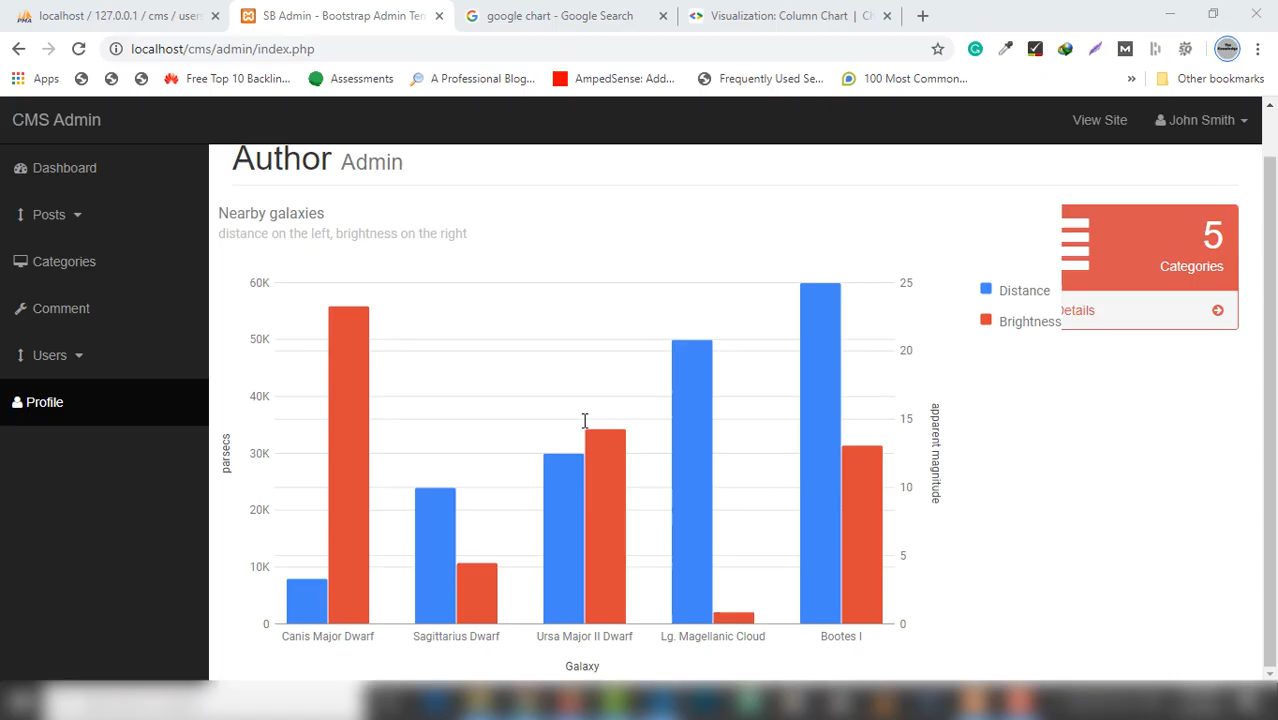 localhost / 127.0.0.1 / cms / user
SB Admin - Bootstrap Admin Tem
google chart - Google Search
Visualization: Column Chart | Ch
localhost/cms/admin/index.php
Apps
Free Top 10 Backlin...
Assessments
A Professional Blog...
AmpedSense: Add...
Frequently Used Se...
100 Most Common...
Other bookmarks
CMS Admin
View Site
John Smith
Dashboard
Posts
Categories
Comment
Users
Profile
Author Admin
Nearby galaxies
distance on the left, brightness on the right
5
Categories
Details
Distance
Brightness
60K
50K
40K
30K
20K
10K
0
parsecs
25
20
15
10
5
0
apparent magnitude
Canis Major Dwarf
Sagittarius Dwarf
Ursa Major II Dwarf
Lg. Magellanic Cloud
Bootes I
Galaxy